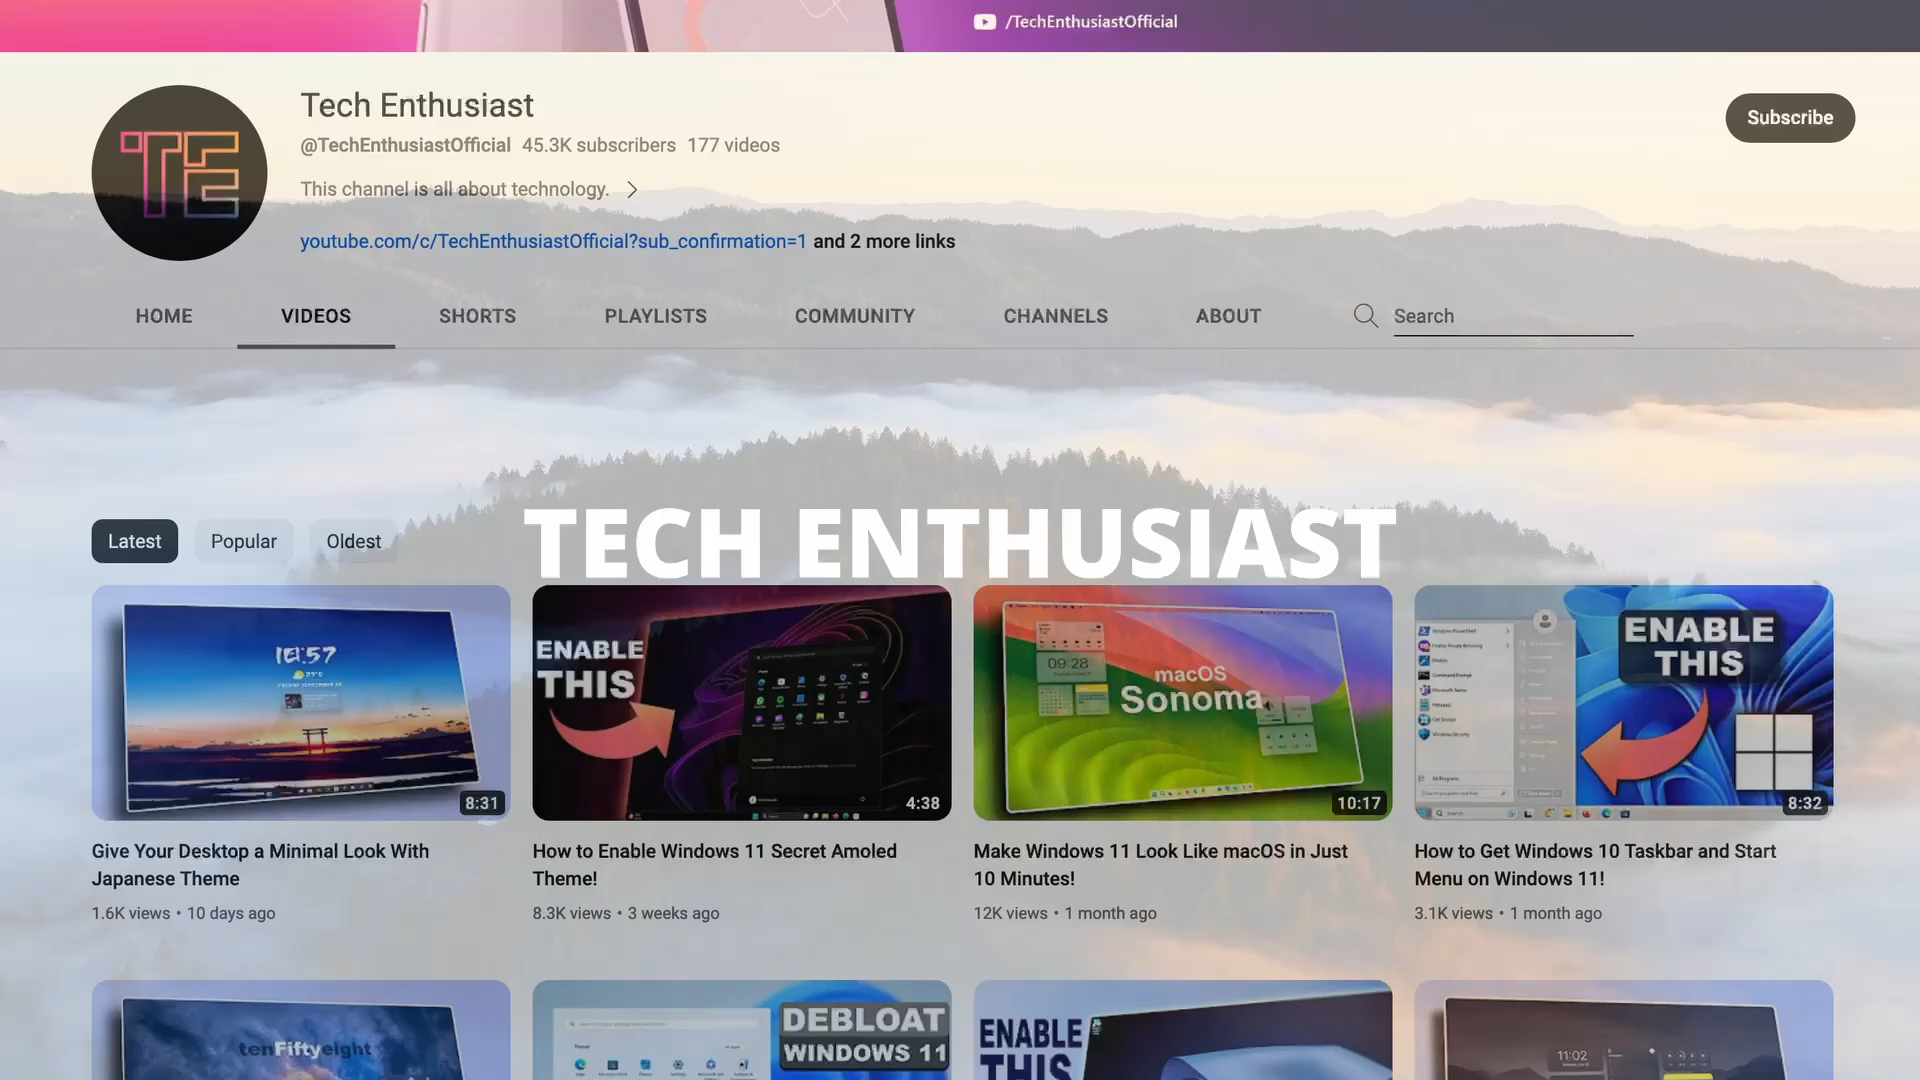 /TechEnthusiastOfficial
Tech Enthusiast
@TechEnthusiastOfficial 45.3K subscribers 177 videos
This channel is all about technology.
youtube.com/c/TechEnthusiastOfficial?sub_confirmation=1 and 2 more links
Subscribe
TE
HOME VIDEOS SHORTS PLAYLISTS COMMUNITY CHANNELS ABOUT Search
TECH ENTHUSIAST
Latest Popular Oldest
10:57
8:31
ENABLE
THIS
4:38
09:28
macOS
Sonoma
10:17
ENABLE
THIS
8:32
Give Your Desktop a Minimal Look With
Japanese Theme
1.6K views • 10 days ago
How to Enable Windows 11 Secret Amoled
Theme!
8.3K views • 3 weeks ago
Make Windows 11 Look Like macOS in Just
10 Minutes!
12K views • 1 month ago
How to Get Windows 10 Taskbar and Start
Menu on Windows 11!
3.1K views • 1 month ago
tenFiftyeight
DEBLOAT
WINDOWS 11
ENABLE
THIS
11:02